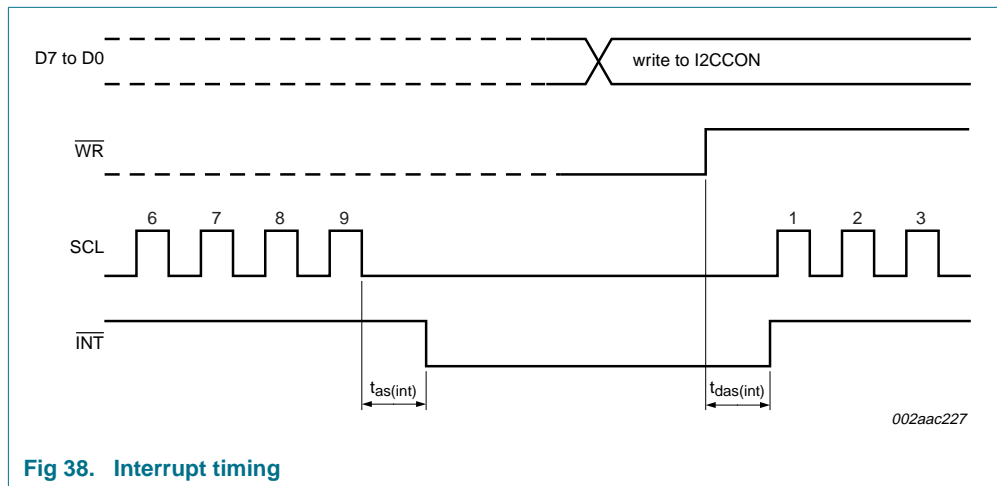 D7 to D0
write to I2CCON
WR
6 7 8 9 1 2 3
SCL
INT
tas(int) tdas(int)
002aac227
Fig 38. Interrupt timing